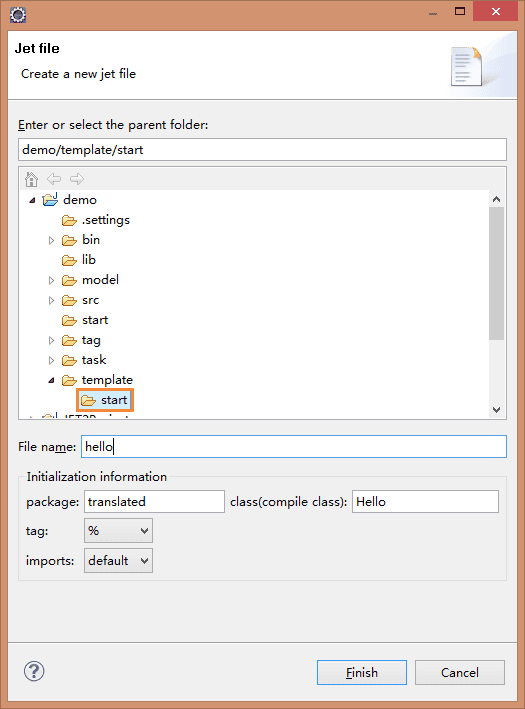 Jet file
Create a new jet file
Enter or select the parent folder:
demo/template/start
demo
.settings
bin
lib
model
src
start
tag
task
template
start
File name: hello
Initialization information
package: translated class(compile class): Hello
tag: %
imports: default
Finish Cancel